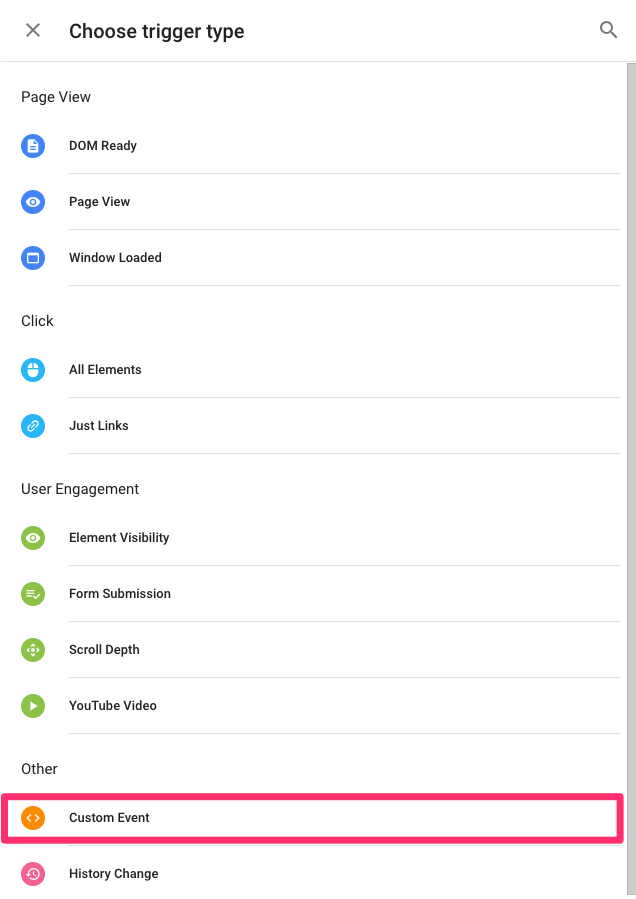 Choose trigger type
Page View
DOM Ready
Page View
Window Loaded
Click
All Elements
Just Links
User Engagement
Element Visibility
Form Submission
Scroll Depth
YouTube Video
Other
Custom Event
History Change